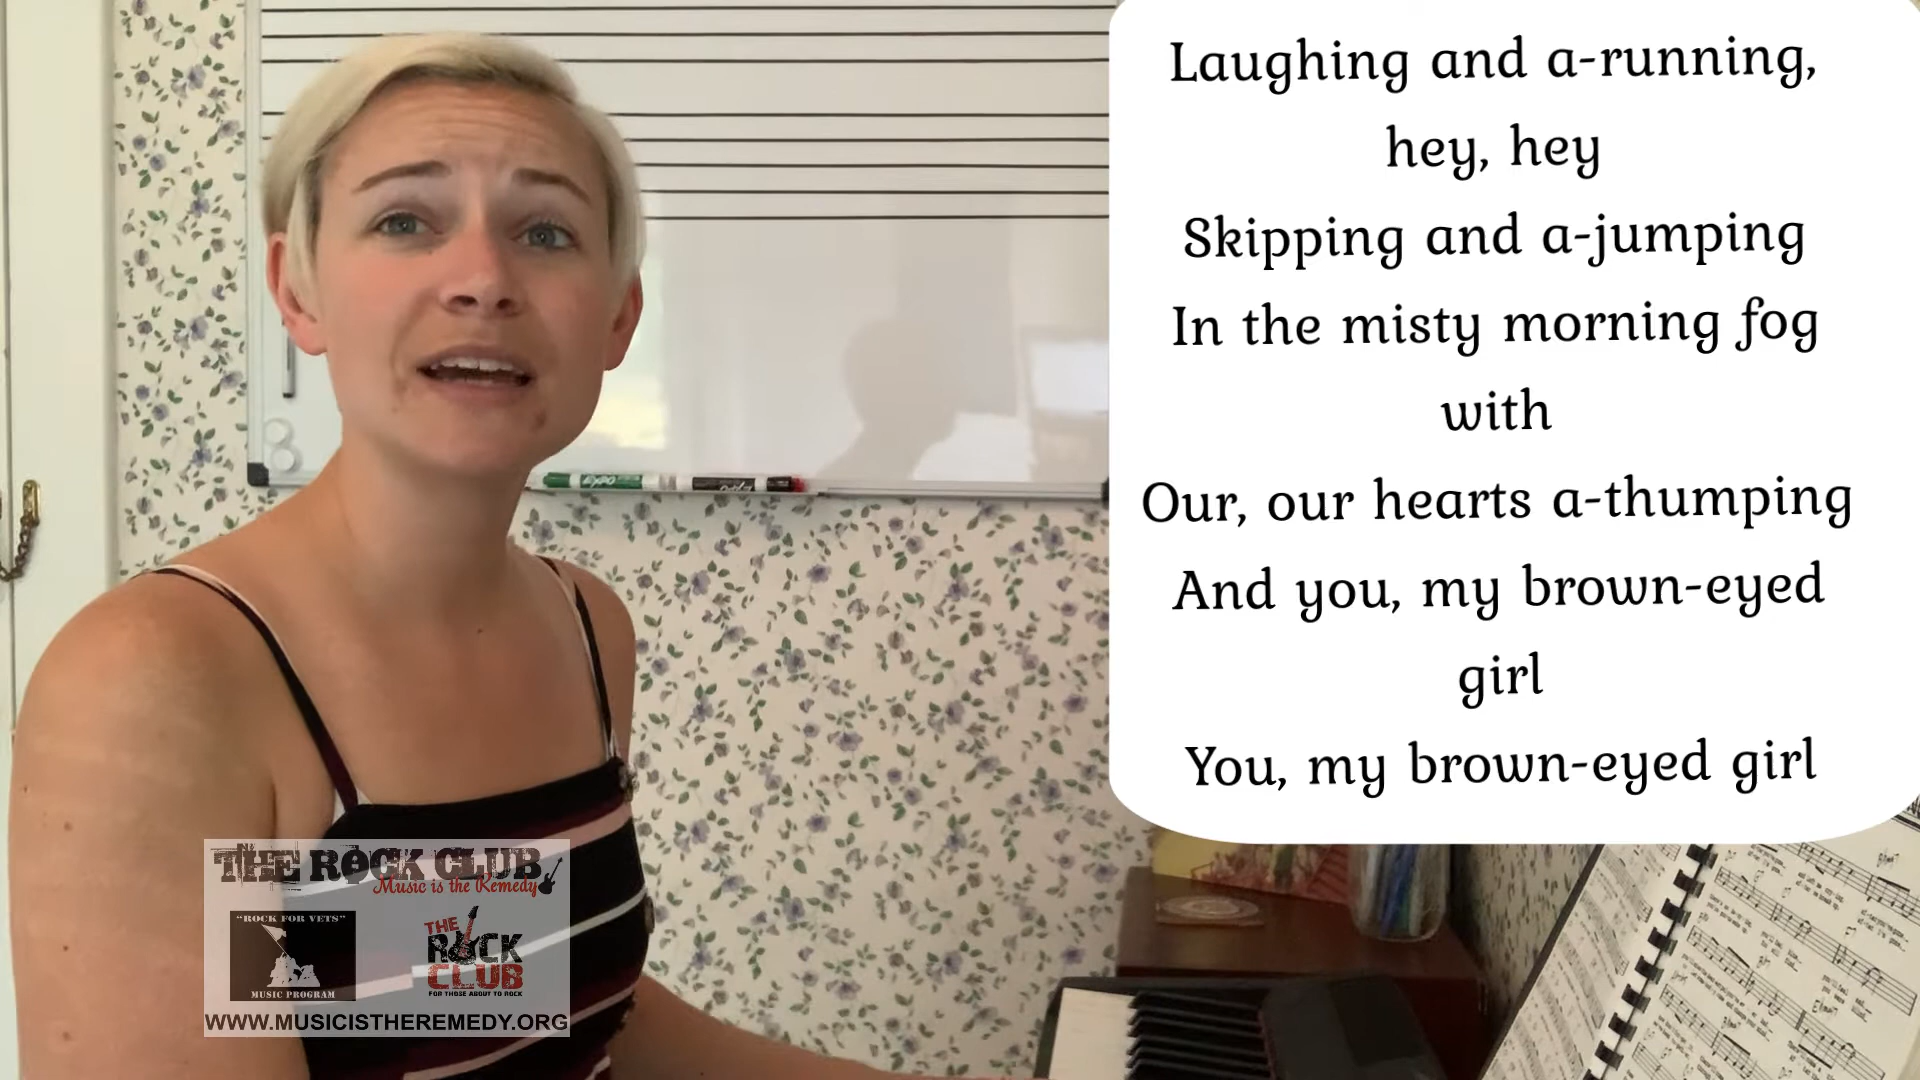 Laughing and a-running,
hey, hey
Skipping and a-jumping
In the misty morning fog
with
Our, our hearts a-thumping
And you, my brown-eyed
girl
You, my brown-eyed girl
EXPO
THE ROCK CLUB
Music is the Remedy
"ROCK FOR VETS"
MUSIC PROGRAM
THE
ROCK
CLUB
FOR THOSE ABOUT TO ROCK
WWW.MUSICISTHEREMEDY.ORG